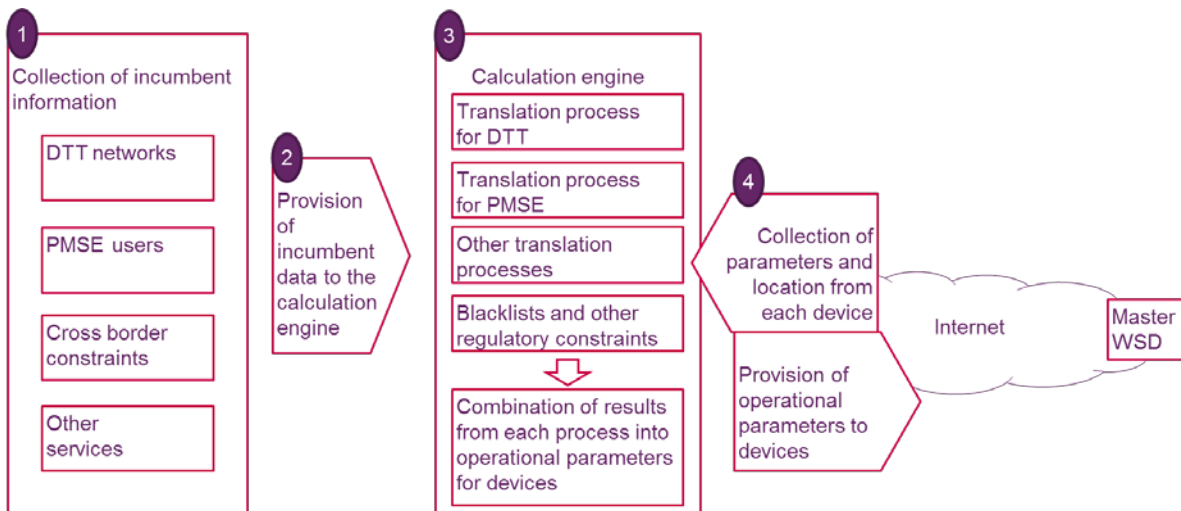 1
Collection of incumbent
information
DTT networks
PMSE users
Cross border
constraints
Other
services
2
Provision
of
incumbent
data to the
calculation
engine
3
Calculation engine
Translation process
for DTT
Translation process
for PMSE
Other translation
processes
Blacklists and other
regulatory constraints
Combination of results
from each process into
operational parameters
for devices
4
Collection of
parameters and
location from
each device
Provision of
operational
parameters to
devices
Internet
Master
WSD